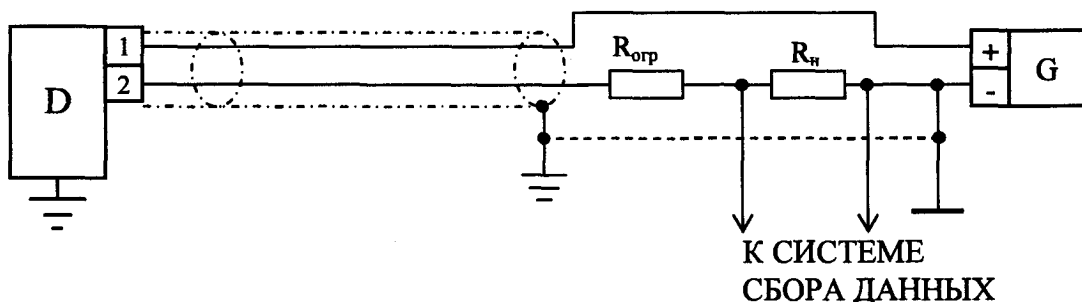 D
1
2
Rогр
Rн
+
-
G
К СИСТЕМЕ
СБОРА ДАННЫХ